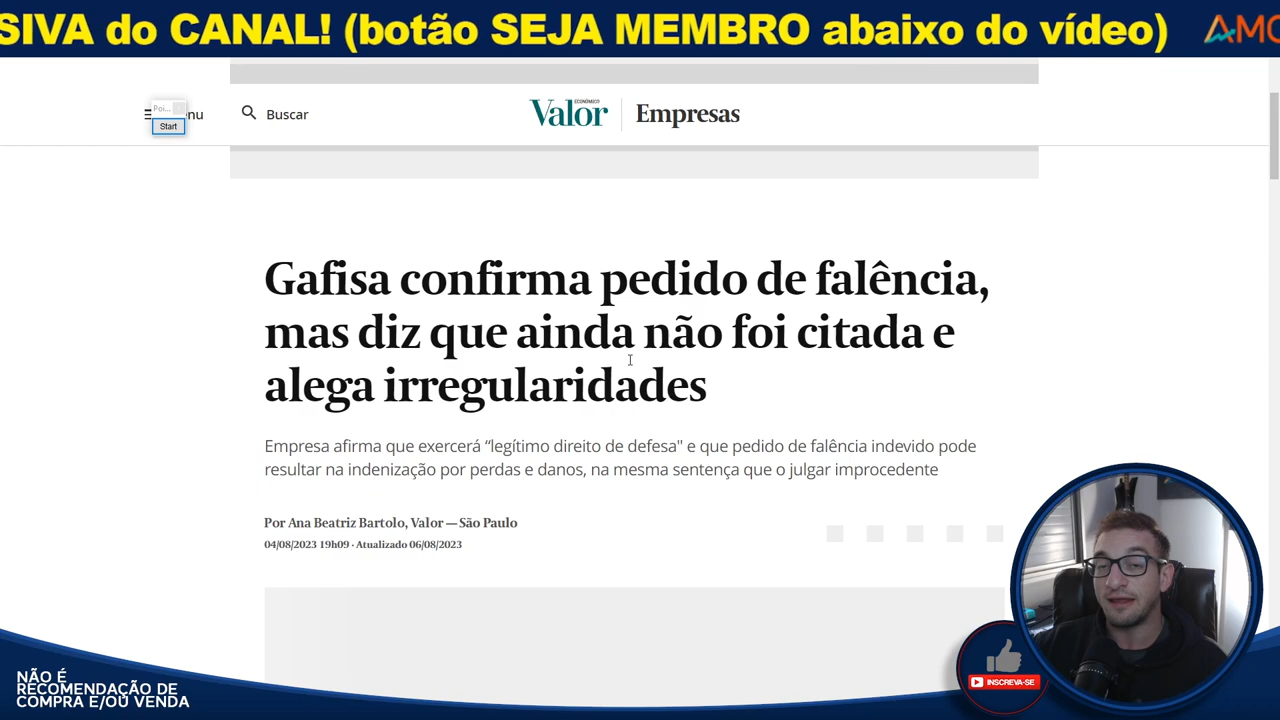 SIVA do CANAL! (botão SEJA MEMBRO abaixo do vídeo)
Poi...
Start
nu
Buscar
Valor ECONÔMICO
Empresas
Gafisa confirma pedido de falência,
mas diz que ainda não foi citada e
alega irregularidades
Empresa afirma que exercerá “legítimo direito de defesa" e que pedido de falência indevido pode
resultar na indenização por perdas e danos, na mesma sentença que o julgar improcedente
Por Ana Beatriz Bartolo, Valor — São Paulo
04/08/2023 19h09 · Atualizado 06/08/2023
INSCREVA-SE
NÃO É
RECOMENDAÇÃO DE
COMPRA E/OU VENDA